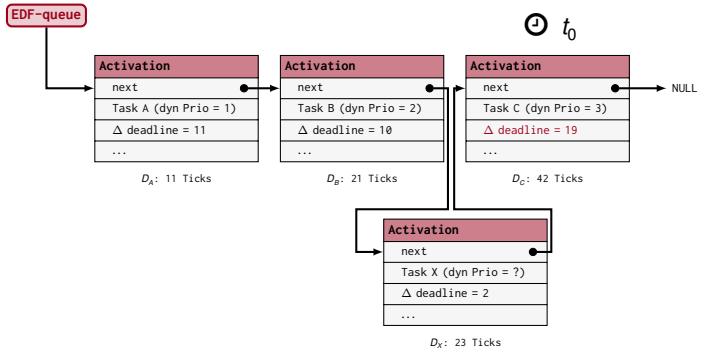 EDF-queue
t0
Activation
next
Task A (dyn Prio = 1)
Δ deadline = 11
...
DA: 11 Ticks
Activation
next
Task B (dyn Prio = 2)
Δ deadline = 10
...
DB: 21 Ticks
Activation
next
Task C (dyn Prio = 3)
Δ deadline = 19
...
DC: 42 Ticks
NULL
Activation
next
Task X (dyn Prio = ?)
Δ deadline = 2
...
DX: 23 Ticks